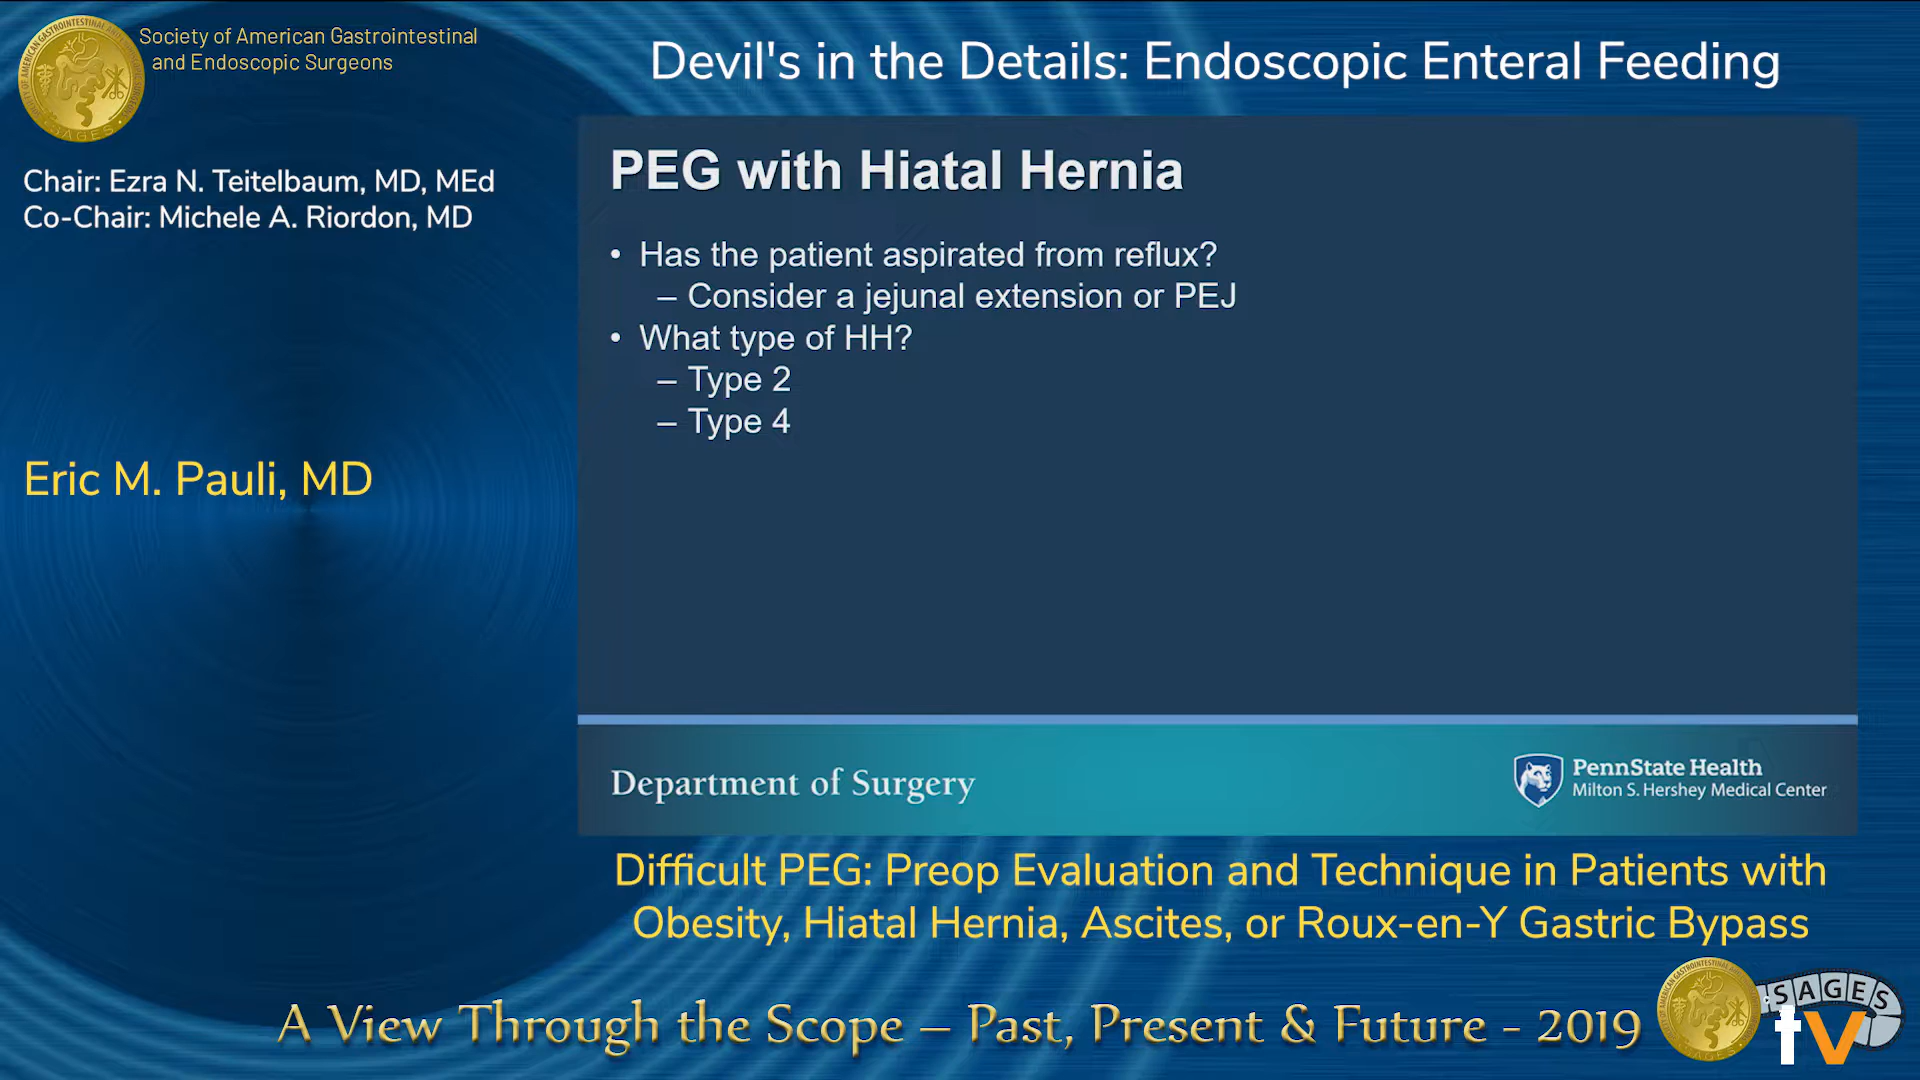 Society of American Gastrointestinal
and Endoscopic Surgeons
Devil's in the Details: Endoscopic Enteral Feeding
Chair: Ezra N. Teitelbaum, MD, MEd
Co-Chair: Michele A. Riordon, MD
Eric M. Pauli, MD
PEG with Hiatal Hernia
• Has the patient aspirated from reflux?
– Consider a jejunal extension or PEJ
• What type of HH?
– Type 2
– Type 4
Department of Surgery
PennState Health
Milton S. Hershey Medical Center
Difficult PEG: Preop Evaluation and Technique in Patients with
Obesity, Hiatal Hernia, Ascites, or Roux-en-Y Gastric Bypass
A View Through the Scope – Past, Present & Future - 2019
SAGES
tv